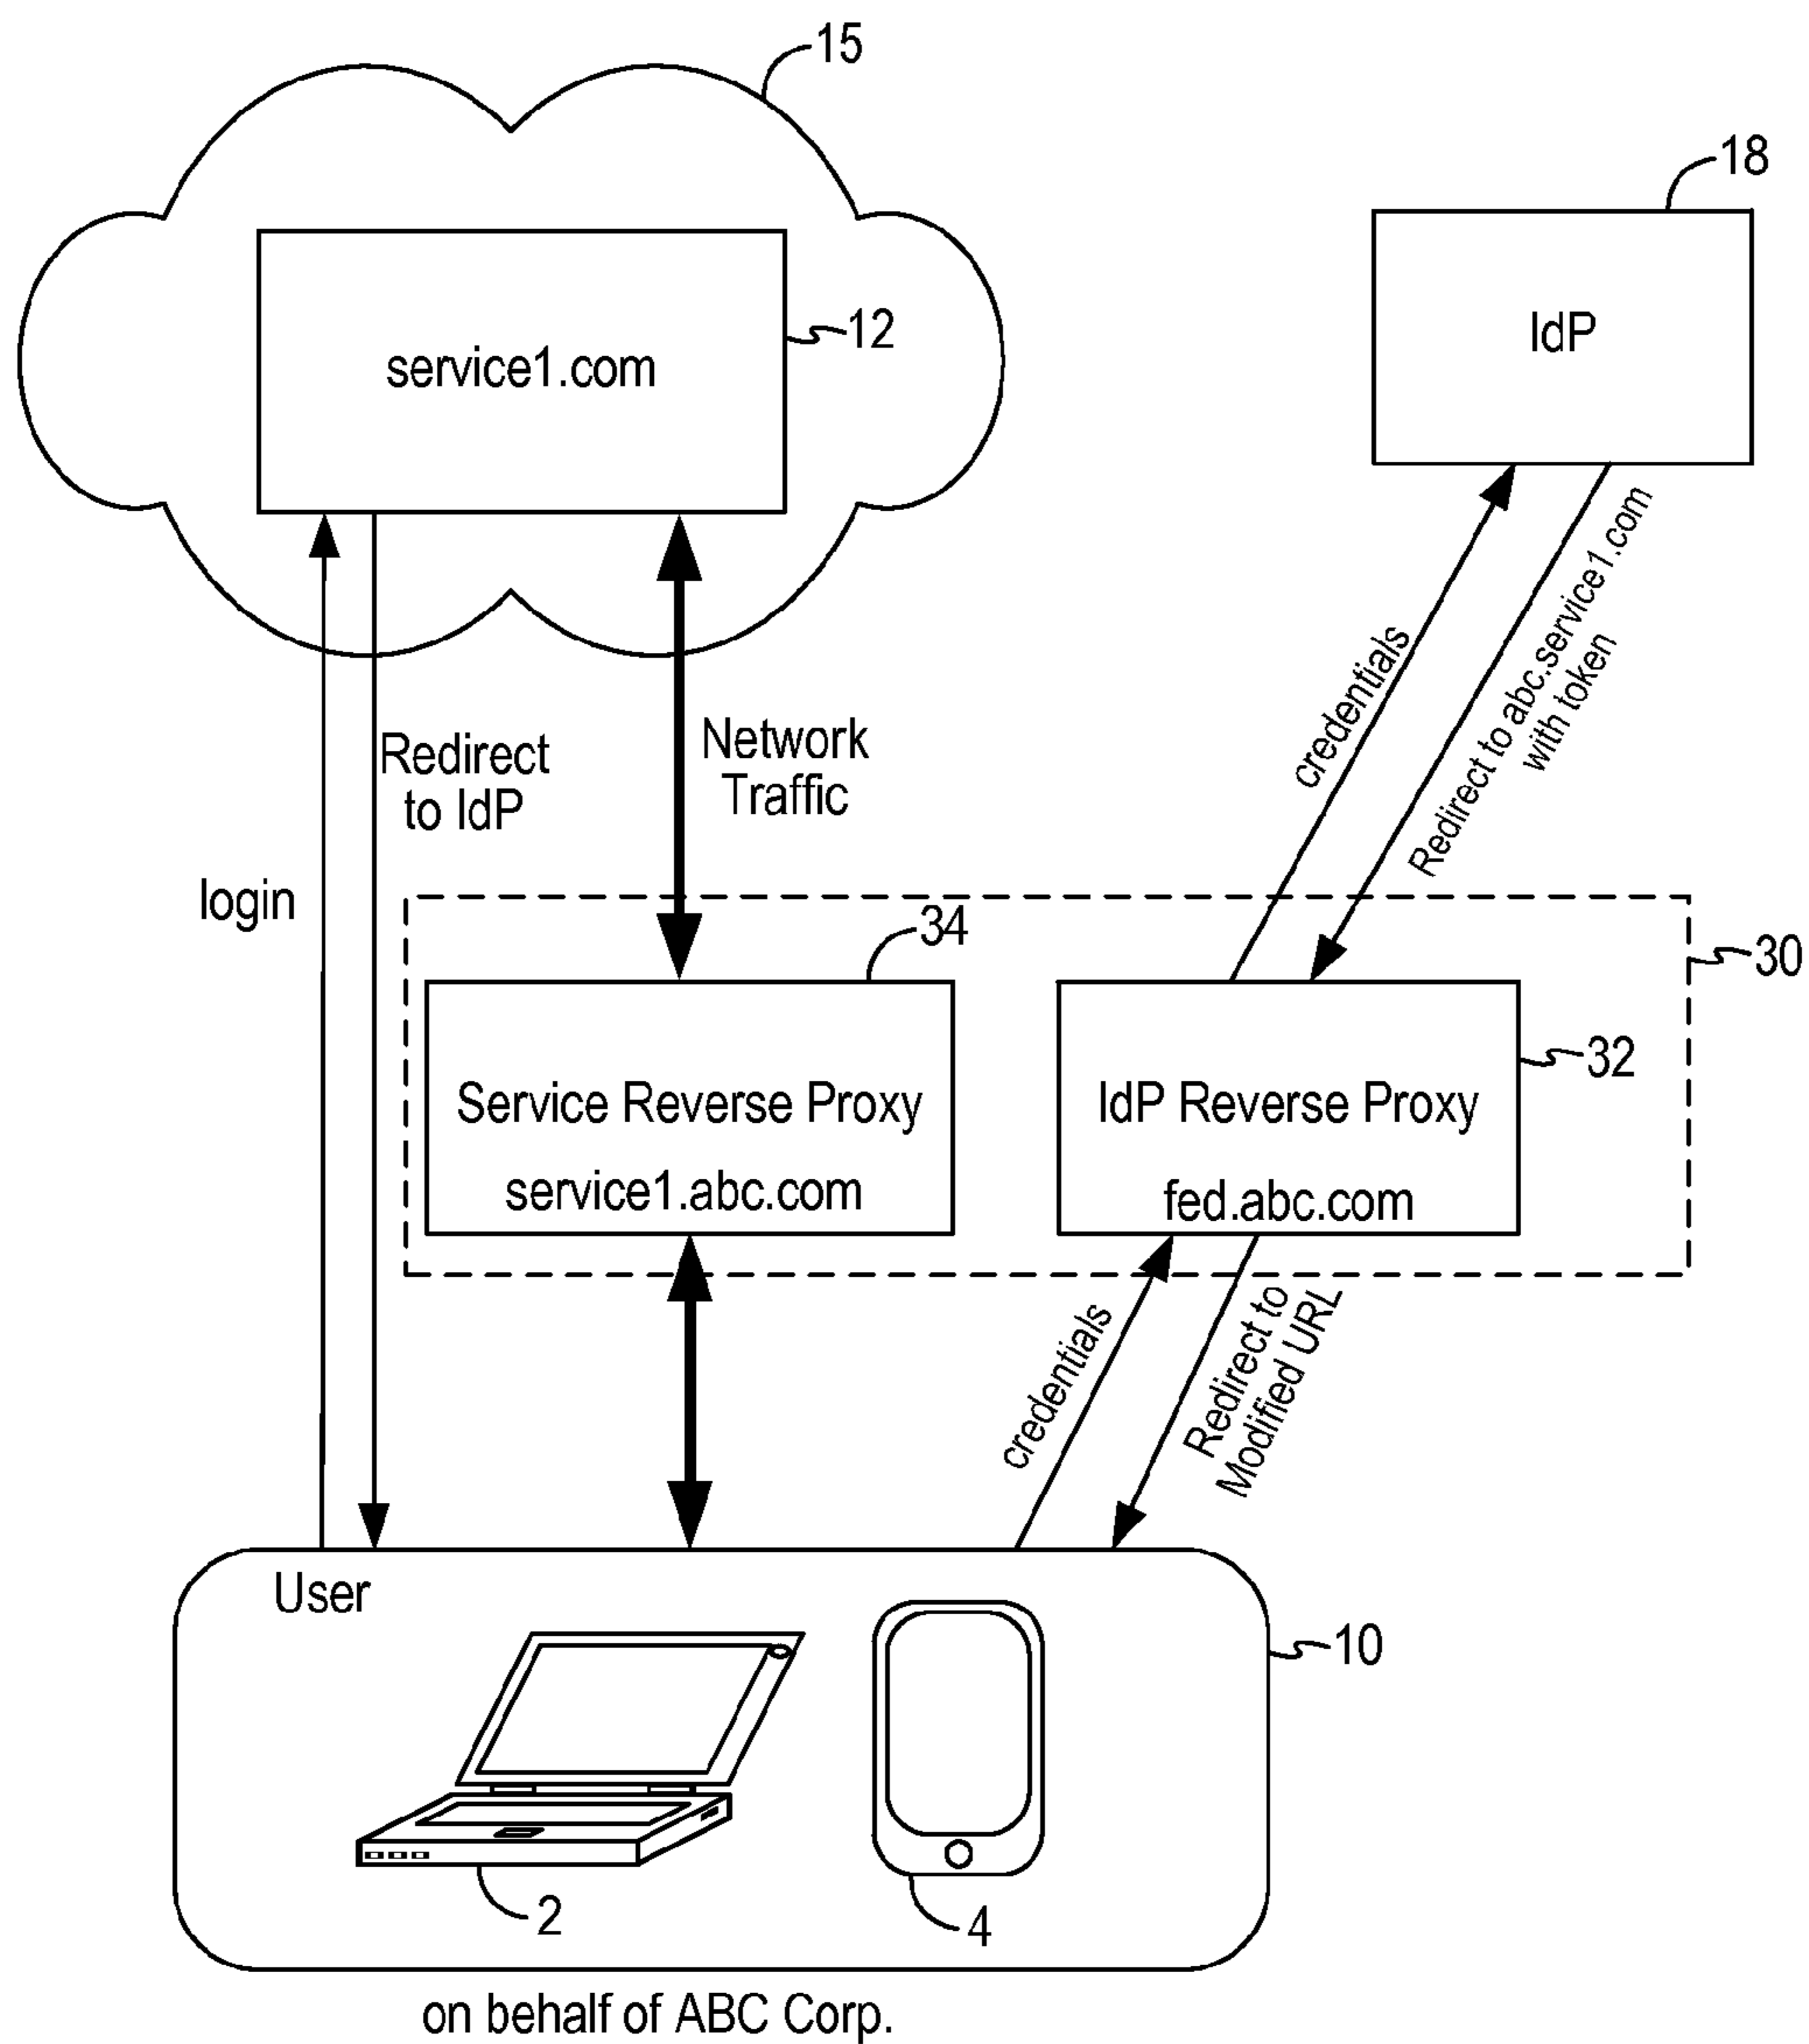 15
18
service1.com
12
IdP
Redirect
to IdP
Network
Traffic
credentials
Redirect to abc.service1.com
with token
login
34
30
Service Reverse Proxy
service1.abc.com
IdP Reverse Proxy
fed.abc.com
32
credentials
Redirect to
Modified URL
User
10
2
4
on behalf of ABC Corp.